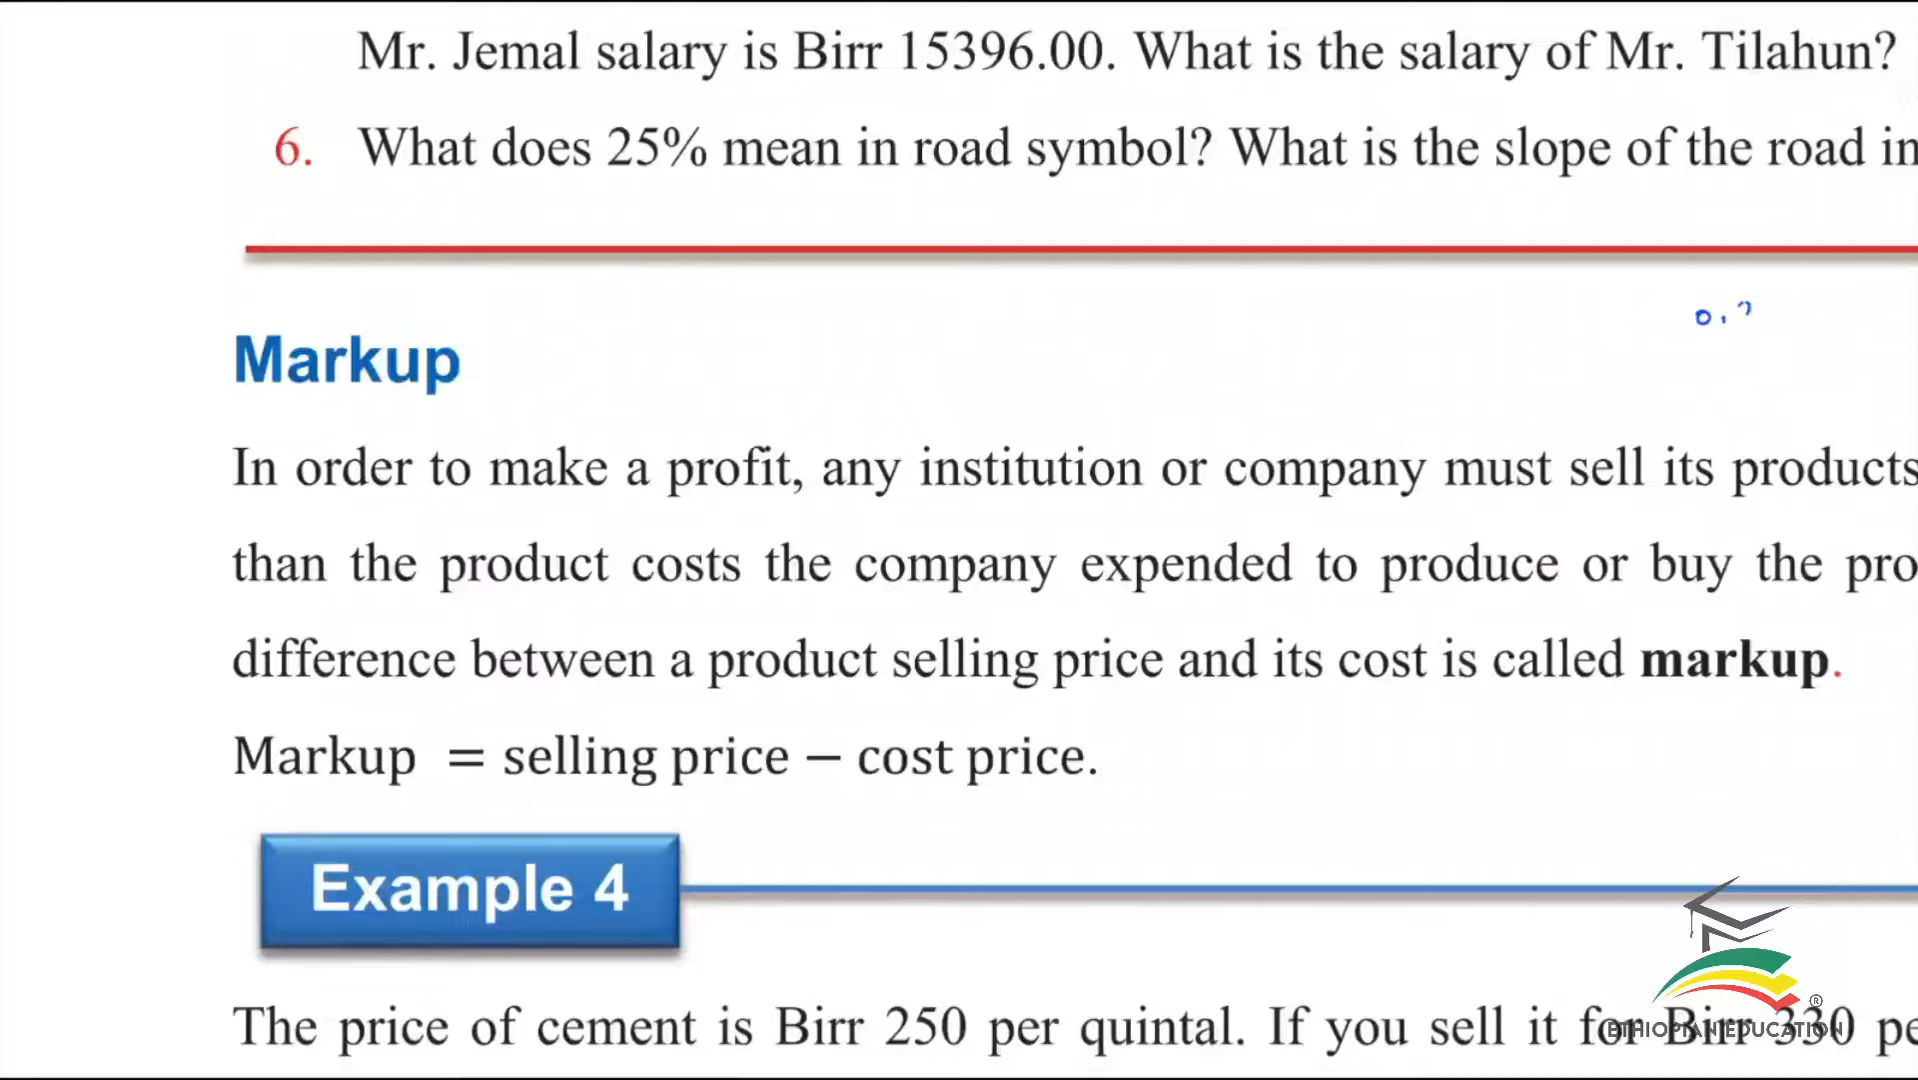 Mr. Jemal salary is Birr 15396.00. What is the salary of Mr. Tilahun?
6. What does 25% mean in road symbol? What is the slope of the road in
Markup
In order to make a profit, any institution or company must sell its products
than the product costs the company expended to produce or buy the pro
difference between a product selling price and its cost is called markup.
Markup = selling price − cost price.
Example 4
The price of cement is Birr 250 per quintal. If you sell it for Birr 330 pe
ETHIOPIAN EDUCATION